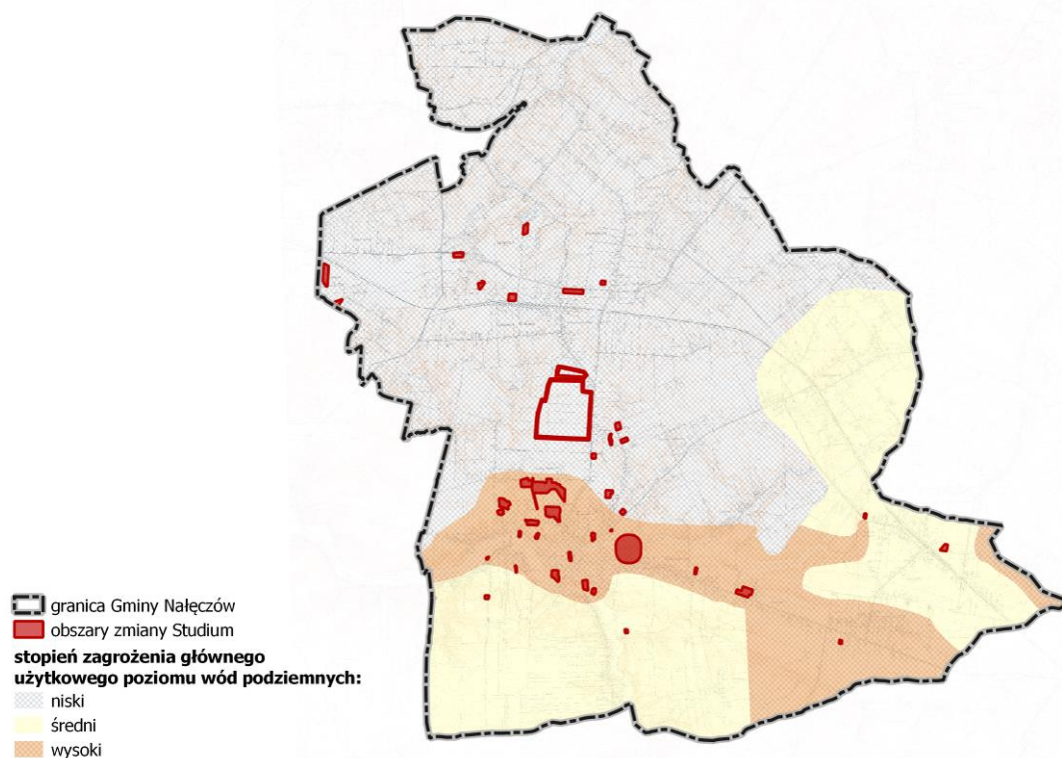 granica Gminy Nałęczów
obszary zmiany Studium
stopień zagrożenia głównego
użytkowego poziomu wód podziemnych:
niski
średni
wysoki